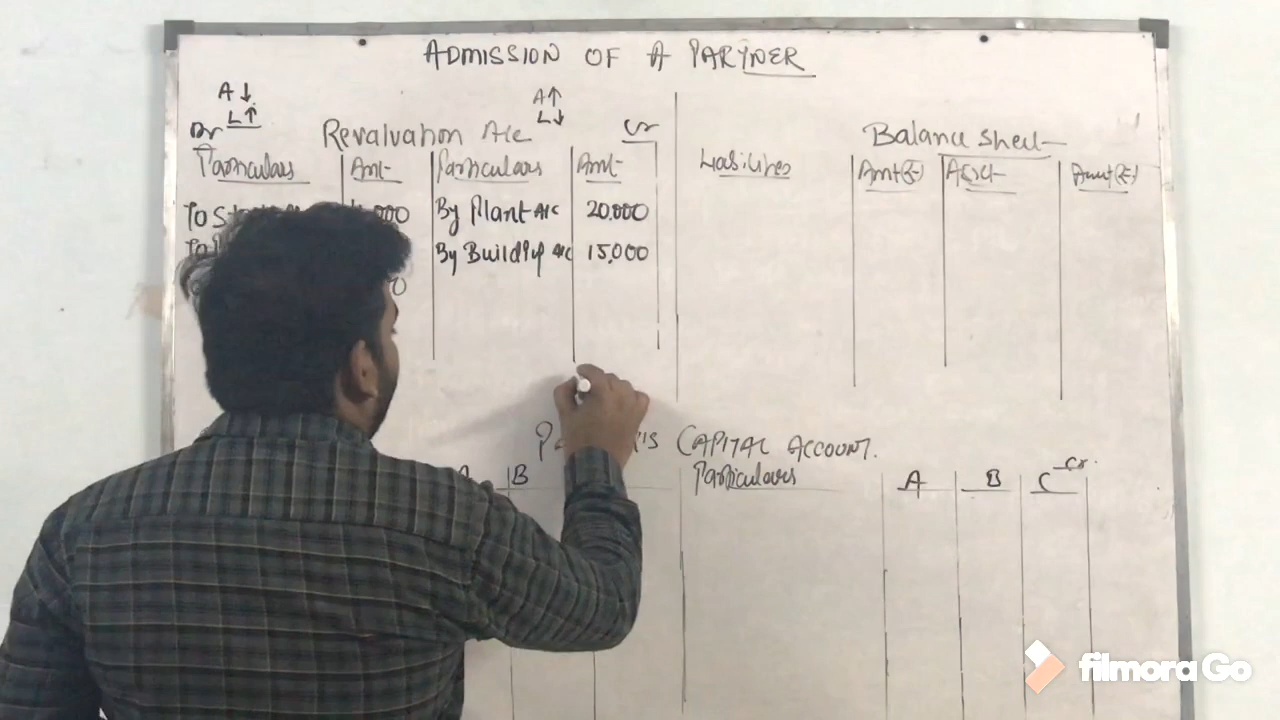 ADMISSION OF A PARTNER
A↓
L↑
A↑
L↓
Dr Revaluation A/c Cr
Particulars Amt Particulars Amt
To By Plant A/c 20,000
By Building A/c 15,000
Balance Sheet
Liabilities Amt(₹) Asset Amt(₹)
CAPITAL ACCOUNT.
B Particulars A B C Cr.
filmoraGo